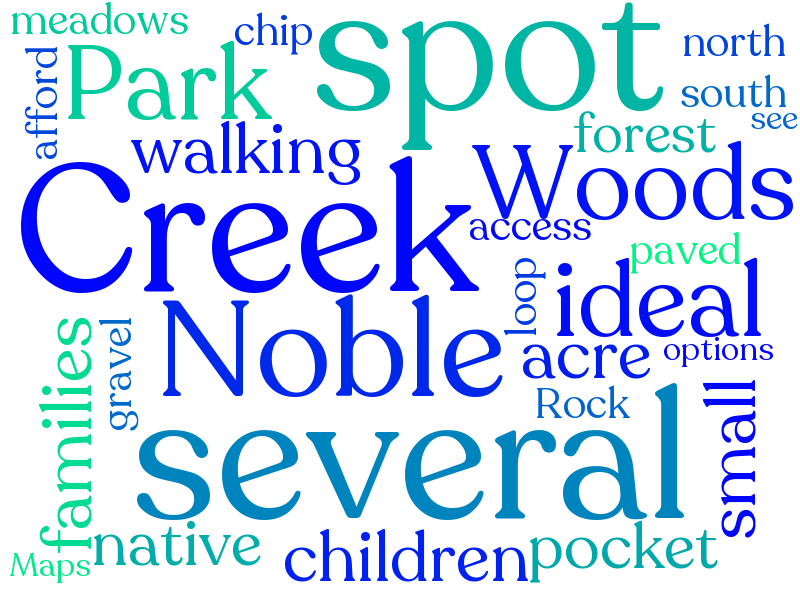 meadows
chip
spot
north
afford
Park
south
see
walking
forest
Creek
Woods
access
paved
ideal
loop
Noble
acre
options
families
gravel
Rock
several
small
native
children
pocket
Maps